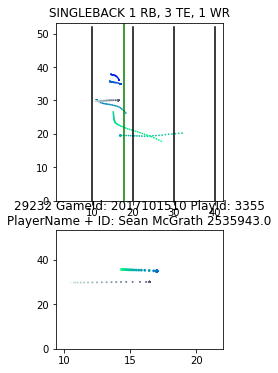 SINGLEBACK 1 RB, 3 TE, 1 WR
50
40
30
20
10
0
10 20 30 40
29232 GameId: 2017101510 PlayId: 3355
PlayerName + ID: Sean McGrath 2535943.0
40
20
0
10 15 20